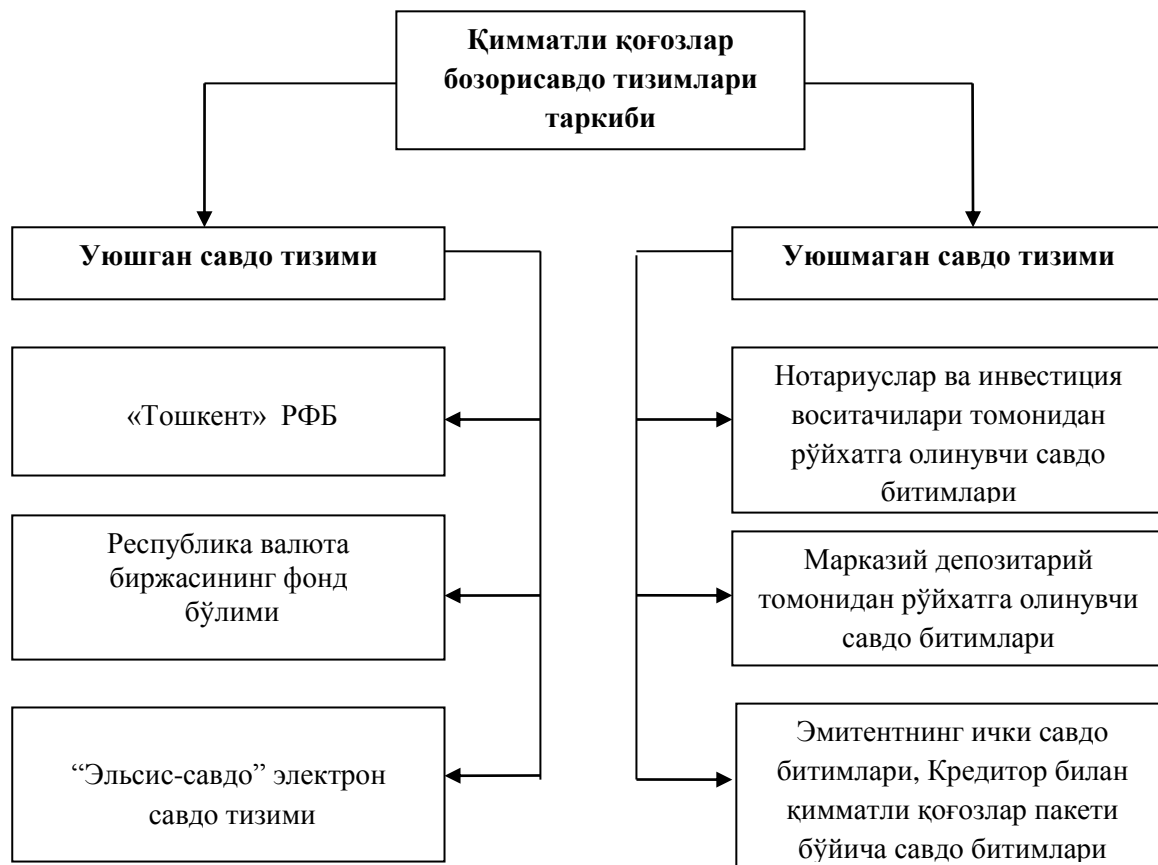 Қимматли қоғозлар
бозорисавдо тизимлари
таркиби
Уюшган савдо тизими
Уюшмаган савдо тизими
«Тошкент» РФБ
Нотариуслар ва инвестиция
воситачилари томонидан
рўйхатга олинувчи савдо
битимлари
Республика валюта
биржасининг фонд
бўлими
Марказий депозитарий
томонидан рўйхатга олинувчи
савдо битимлари
“Эльсис-савдо” электрон
савдо тизими
Эмитентнинг ички савдо
битимлари, Кредитор билан
қимматли қоғозлар пакети
бўйича савдо битимлари